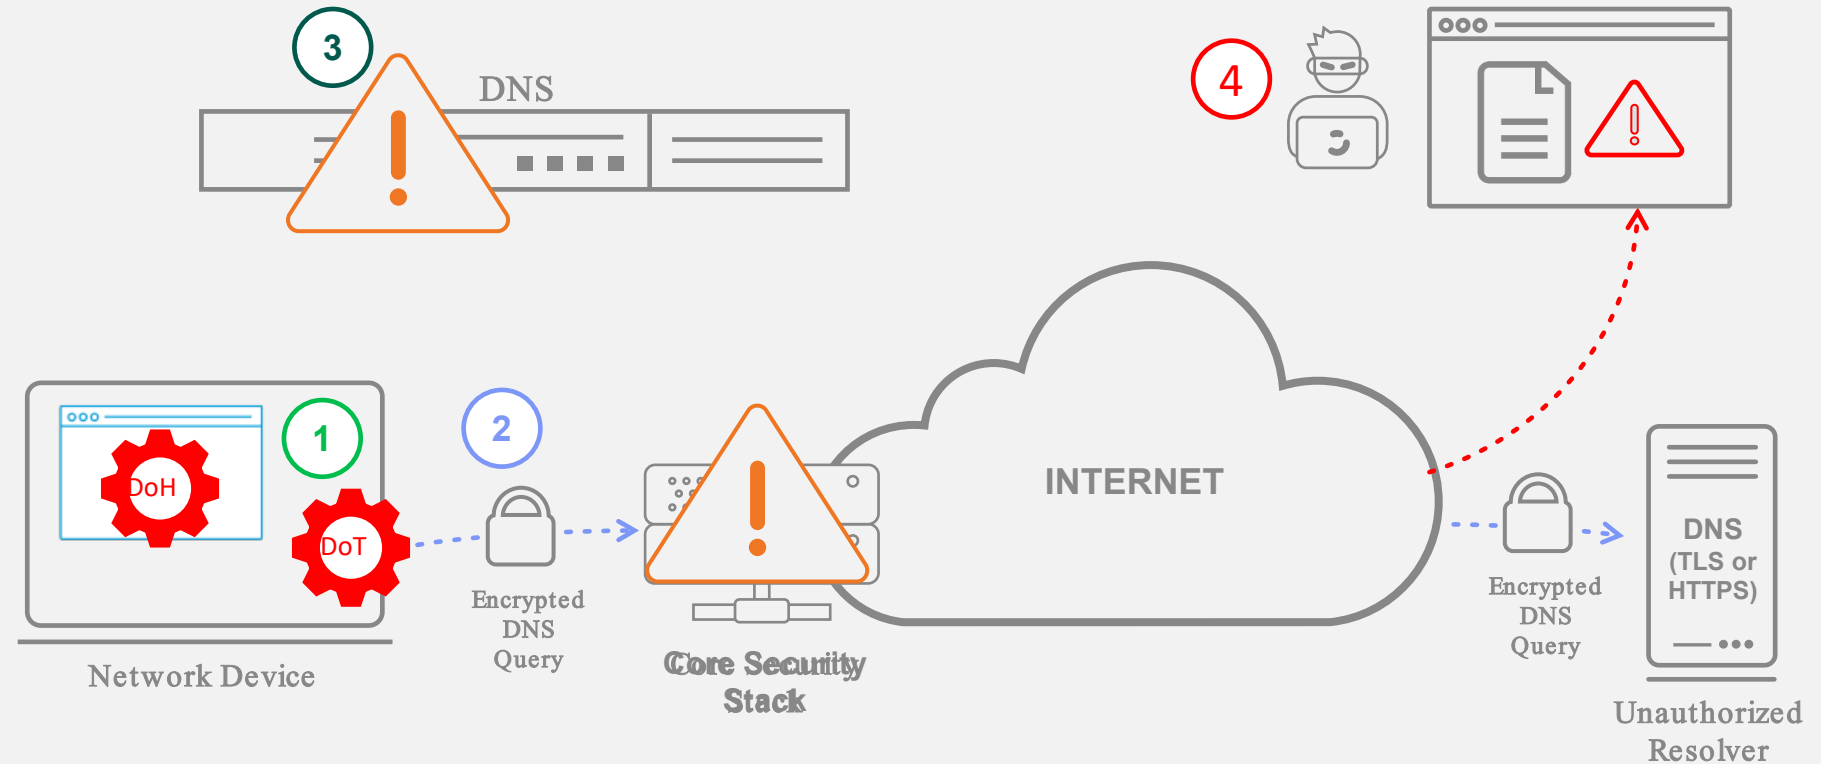 3
DNS
4
1
DoH
DoT
2
Encrypted
DNS
Query
Network Device
Core Security
Stack
INTERNET
Encrypted
DNS
Query
DNS
(TLS or
HTTPS)
Unauthorized
Resolver